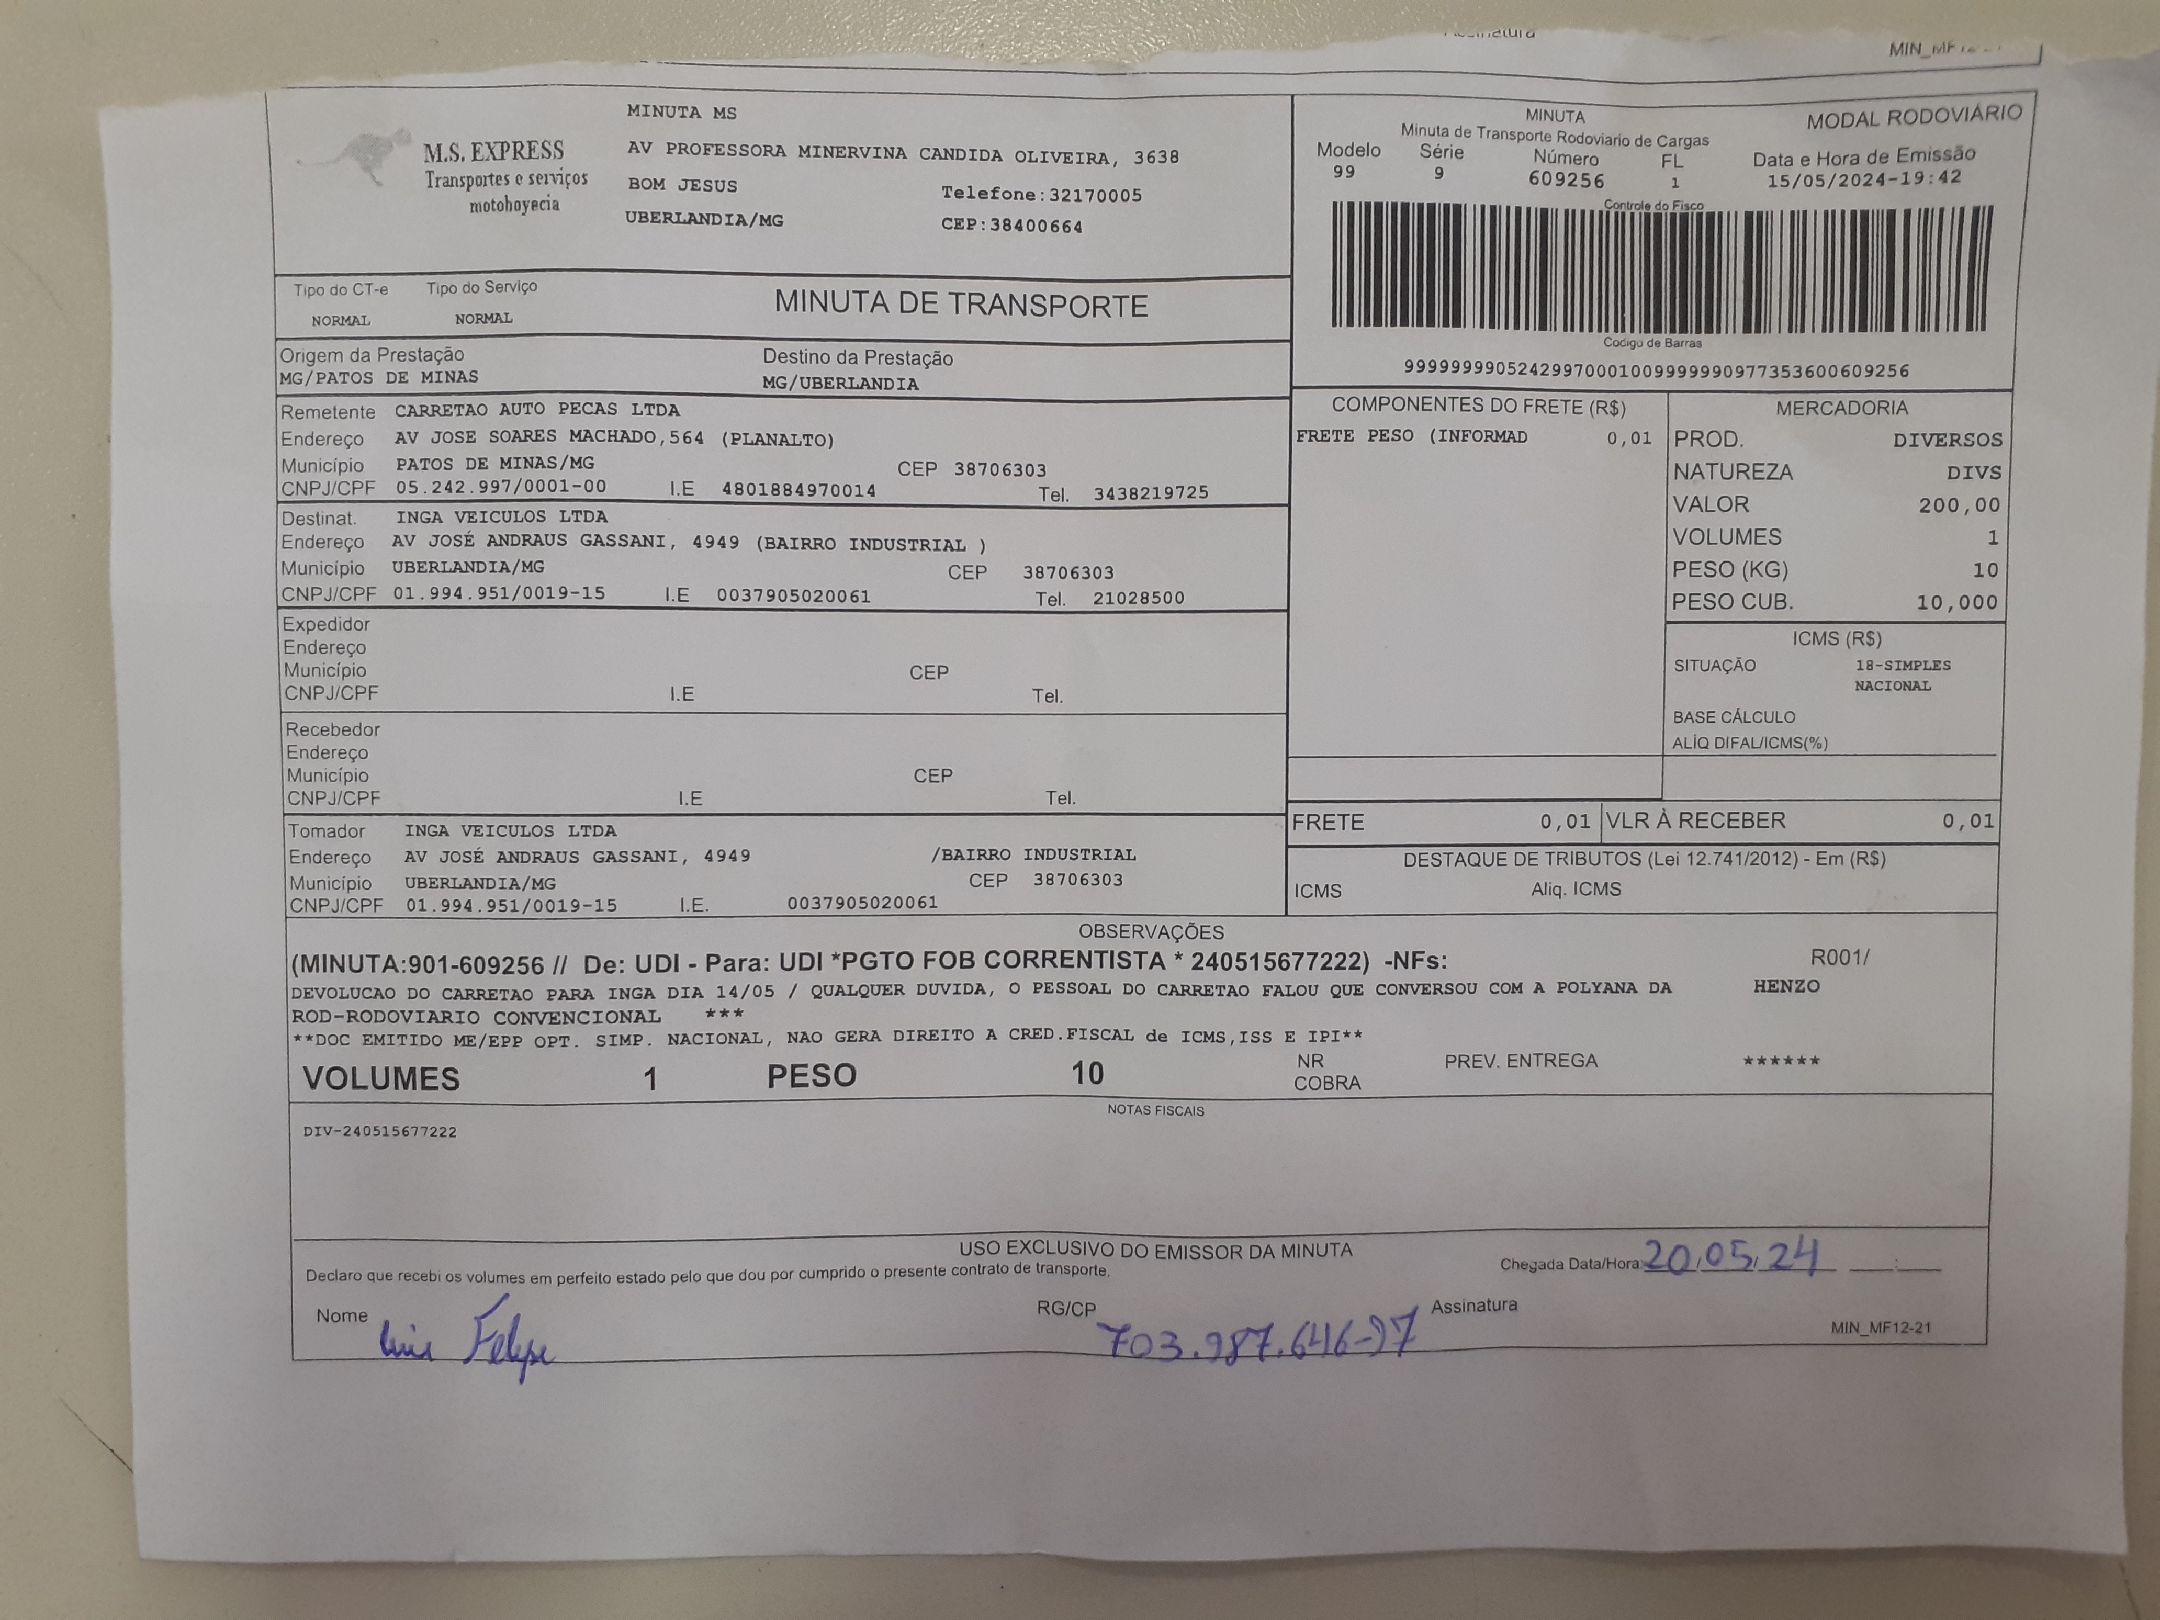 MINUTA MS
M.S. EXPRESS
Transportes e serviços
motoboyecia
AV PROFESSORA MINERVINA CANDIDA OLIVEIRA, 3638
BOM JESUS
Telefone:32170005
UBERLANDIA/MG
CEP:38400664
MINUTA
MODAL RODOVIÁRIO
Minuta de Transporte Rodoviario de Cargas
Modelo Série Número FL Data e Hora de Emissão
99 9 609256 1 15/05/2024-19:42
Controle do Fisco
Codigo de Barras
99999999052429970001009999999097735360060​9256
Tipo do CT-e Tipo do Serviço
NORMAL NORMAL
MINUTA DE TRANSPORTE
Origem da Prestação Destino da Prestação
MG/PATOS DE MINAS MG/UBERLANDIA
Remetente CARRETAO AUTO PECAS LTDA
Endereço AV JOSE SOARES MACHADO,564 (PLANALTO)
Município PATOS DE MINAS/MG CEP 38706303
CNPJ/CPF 05.242.997/0001-00 I.E 4801884970014 Tel. 3438219725
Destinat. INGA VEICULOS LTDA
Endereço AV JOSÉ ANDRAUS GASSANI, 4949 (BAIRRO INDUSTRIAL )
Município UBERLANDIA/MG CEP 38706303
CNPJ/CPF 01.994.951/0019-15 I.E 0037905020061 Tel. 21028500
Expedidor
Endereço
Município CEP
CNPJ/CPF I.E Tel.
Recebedor
Endereço
Município CEP
CNPJ/CPF I.E Tel.
Tomador INGA VEICULOS LTDA
Endereço AV JOSÉ ANDRAUS GASSANI, 4949 /BAIRRO INDUSTRIAL
Município UBERLANDIA/MG CEP 38706303
CNPJ/CPF 01.994.951/0019-15 I.E. 0037905020061
COMPONENTES DO FRETE (R$)
FRETE PESO (INFORMAD 0,01
MERCADORIA
PROD. DIVERSOS
NATUREZA DIVS
VALOR 200,00
VOLUMES 1
PESO (KG) 10
PESO CUB. 10,000
ICMS (R$)
SITUAÇÃO 18-SIMPLES
NACIONAL
BASE CÁLCULO
ALÍQ DIFAL/ICMS(%)
FRETE 0,01 VLR À RECEBER 0,01
DESTAQUE DE TRIBUTOS (Lei 12.741/2012) - Em (R$)
ICMS Aliq. ICMS
OBSERVAÇÕES
(MINUTA:901-609256 // De: UDI - Para: UDI *PGTO FOB CORRENTISTA * 240515677222) -NFs: R001/
DEVOLUCAO DO CARRETAO PARA INGA DIA 14/05 / QUALQUER DUVIDA, O PESSOAL DO CARRETAO FALOU QUE CONVERSOU COM A POLYANA DA HENZO
ROD-RODOVIARIO CONVENCIONAL ***
**DOC EMITIDO ME/EPP OPT. SIMP. NACIONAL, NAO GERA DIREITO A CRED.FISCAL de ICMS,ISS E IPI**
VOLUMES 1 PESO 10 NR PREV. ENTREGA ******
COBRA
NOTAS FISCAIS
DIV-240515677222
USO EXCLUSIVO DO EMISSOR DA MINUTA
Declaro que recebi os volumes em perfeito estado pelo que dou por cumprido o presente contrato de transporte.
Chegada Data/Hora: 20,05,24 :
Nome Luis Felipe RG/CP 703.987.646-97 Assinatura
MIN_MF12-21